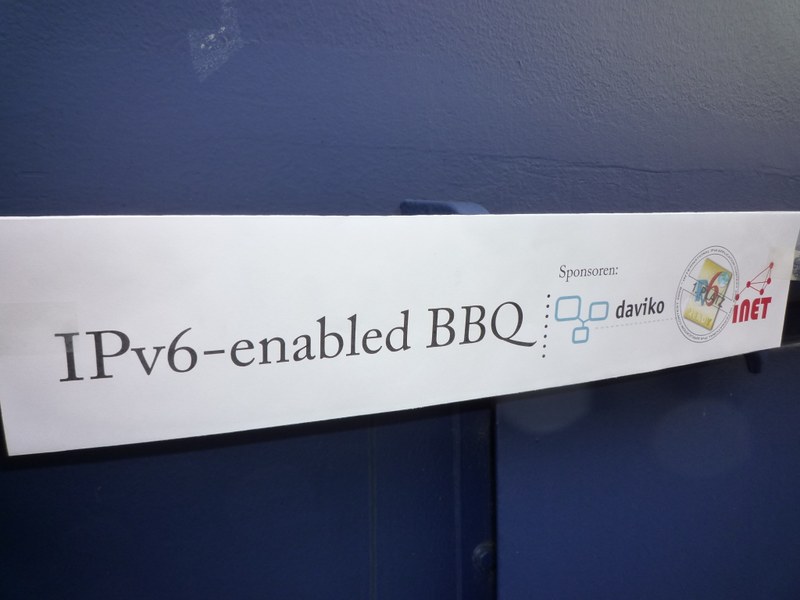 IPv6-enabled BBQ
Sponsoren:
daviko
iNET